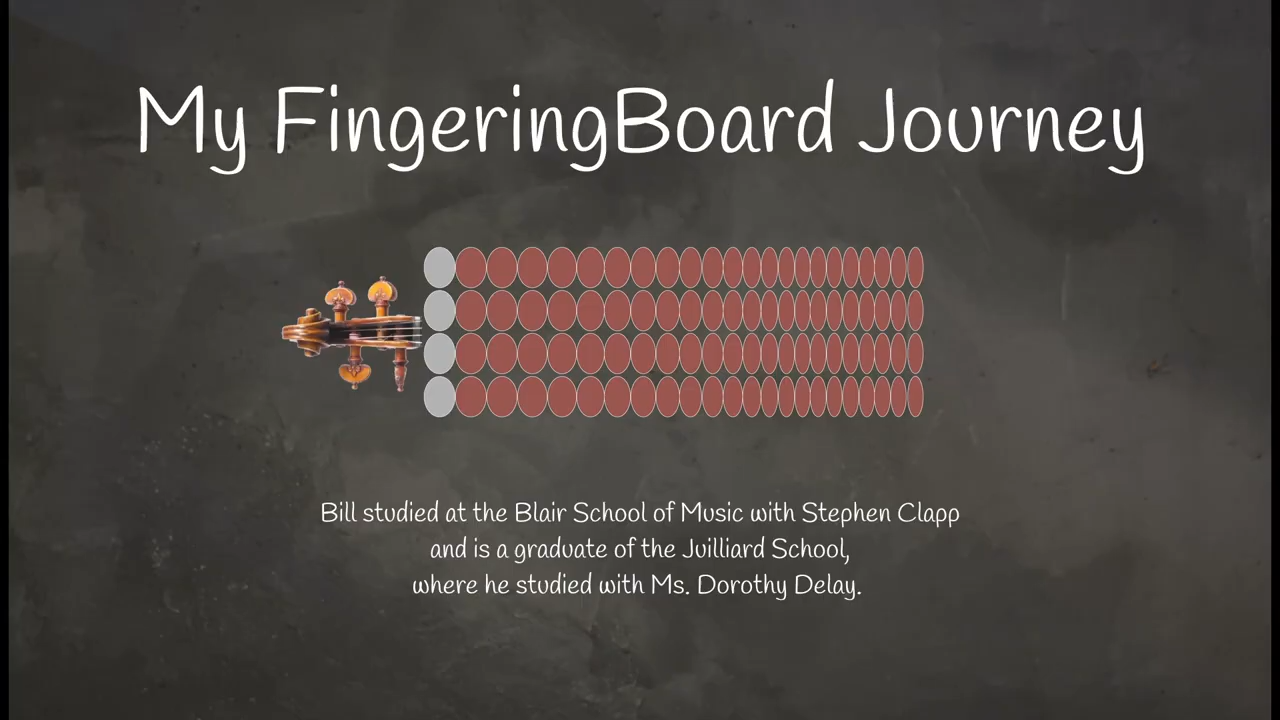 My FingeringBoard Journey
Bill studied at the Blair School of Music with Stephen Clapp
and is a graduate of the Juilliard School,
where he studied with Ms. Dorothy Delay.